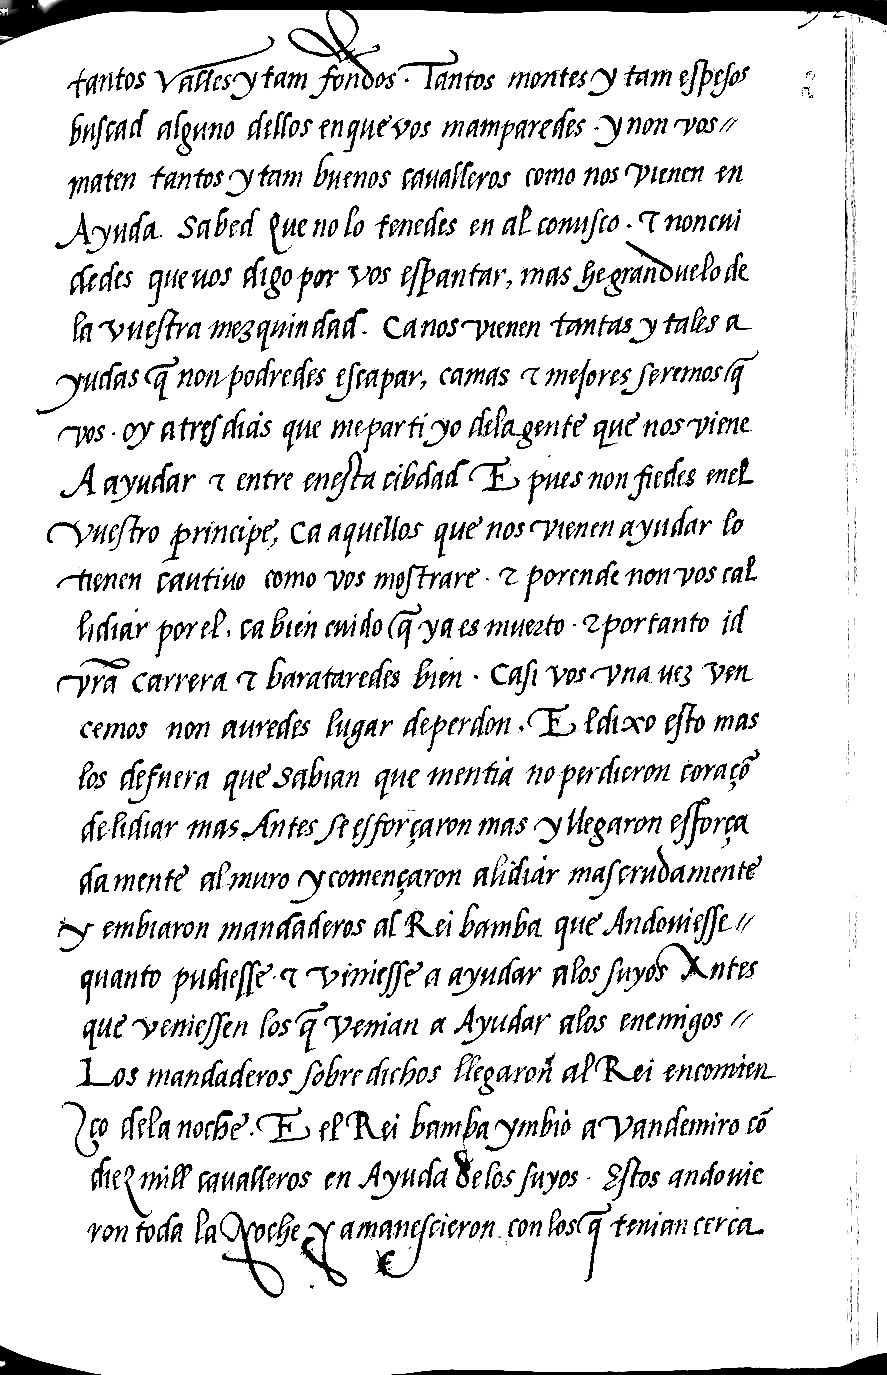 tantos valles y tam fondos. Tantos montes y tam espesos
buscad alguno dellos en que vos mamparedes. y non vos//
maten tantos y tam buenos cavalleros como nos vienen en
Ayuda. Sabed que no lo tenedes en al conusco. τ non cui
dedes que uos digo por vos espantar, mas he gran duelo de
la vuestra mezquindad. Ca nos vienen tantas y tales a
yudas q̃ non podredes escapar, ca mas τ mejores seremos q̃
vos. oy a tres dias que me parti yo dela gente que nos viene
A ayudar τ entre en esta cibdad E pues non fiedes enel
vuestro principe, Ca aquellos que nos vienen ayudar lo
tienen cautiuo como vos mostrare. τ porende non vos cal
lidiar por el, ca bien cuido q̃ ya es muerto. τ por tanto id
vr̃a carrera τ barataredes bien. Ca si vos vna uez ven
cemos non auredes lugar de perdon. El dixo esto mas
los defuera que sabian que mentia no perdieron coraçõ
de lidiar mas Antes se esforçaron mas y llegaron esforça
da mente al muro y començaron a lidiar mas crudamente
y embiaron mandaderos al Rei bamba que Andouiesse//
quanto pudiesse. τ viniesse a ayudar alos suyos Antes
que veniessen los q̃ venian a Ayudar alos enemigos//
Los mandaderos sobre dichos llegaroñ al Rei en comien
ço dela noche. E el Rei bamba ymbio a Vandemiro cõ
diez mill cavalleros en Ayuda de los suyos. Estos andouie
ron toda la Noche y amanescieron con los q̃ tenian cerca